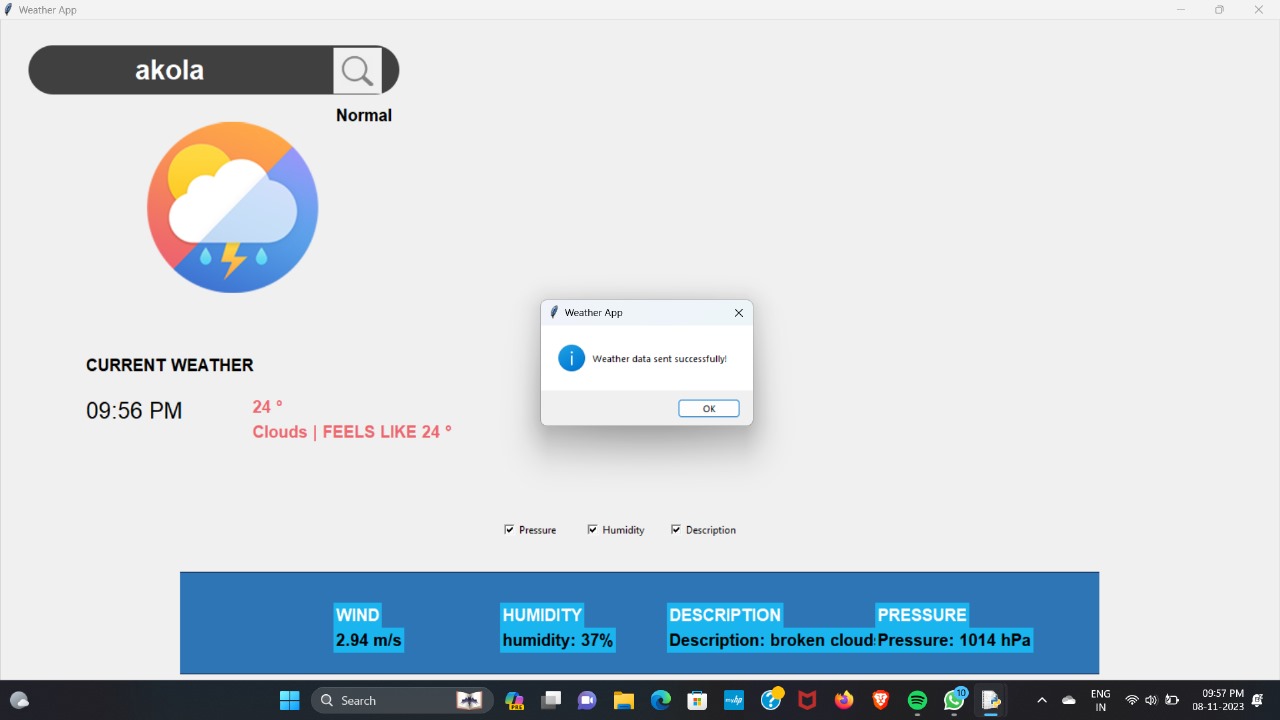 Weather App
akola
Normal
Weather App
Weather data sent successfully!
OK
CURRENT WEATHER
09:56 PM
24 °
Clouds | FEELS LIKE 24 °
Pressure
Humidity
Description
WIND
HUMIDITY
DESCRIPTION
PRESSURE
2.94 m/s
humidity: 37%
Description: broken cloud
Pressure: 1014 hPa
Search
PRE
10
ENG
IN
09:57 PM
08-11-2023